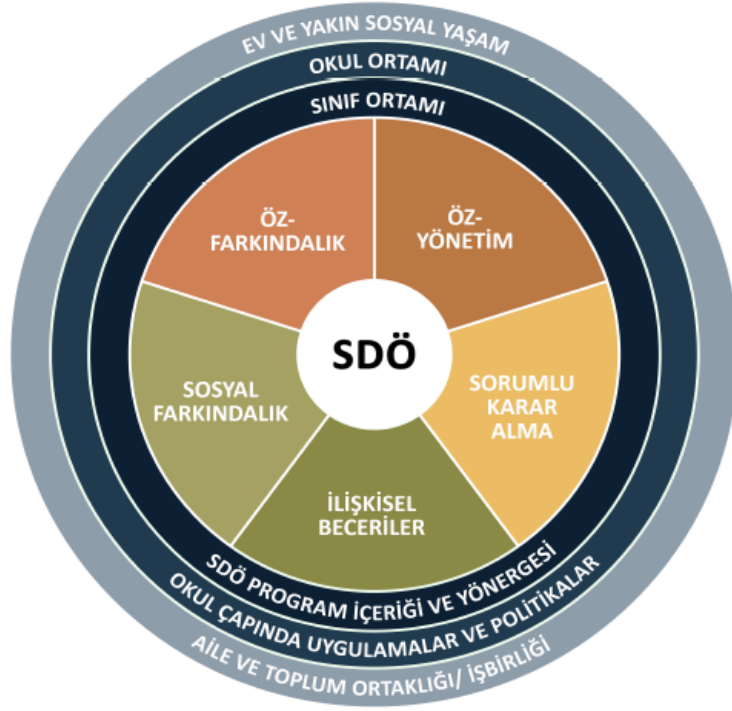 EV VE YAKIN SOSYAL YAŞAM
OKUL ORTAMI
SINIF ORTAMI
ÖZ-
FARKINDALIK
ÖZ-
YÖNETİM
SDÖ
SOSYAL
FARKINDALIK
SORUMLU
KARAR
ALMA
İLİŞKİSEL
BECERİLER
SDÖ PROGRAM İÇERİĞİ VE YÖNERGESİ
OKUL ÇAPINDA UYGULAMALAR VE POLİTİKALAR
AİLE VE TOPLUM ORTAKLIĞI/ İŞBİRLİĞİ